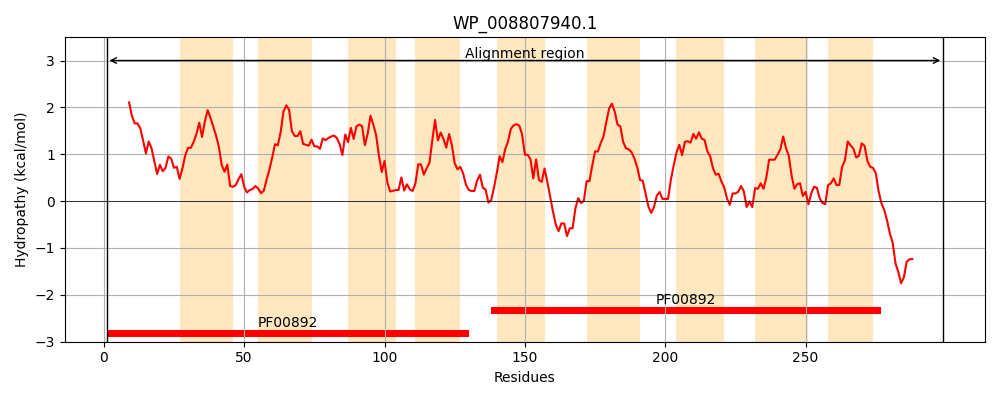 WP_008807940.1
Alignment region
PF00892
PF00892
3
2
1
0
−1
−2
−3
Hydropathy (kcal/mol)
0
50
100
150
200
250
Residues